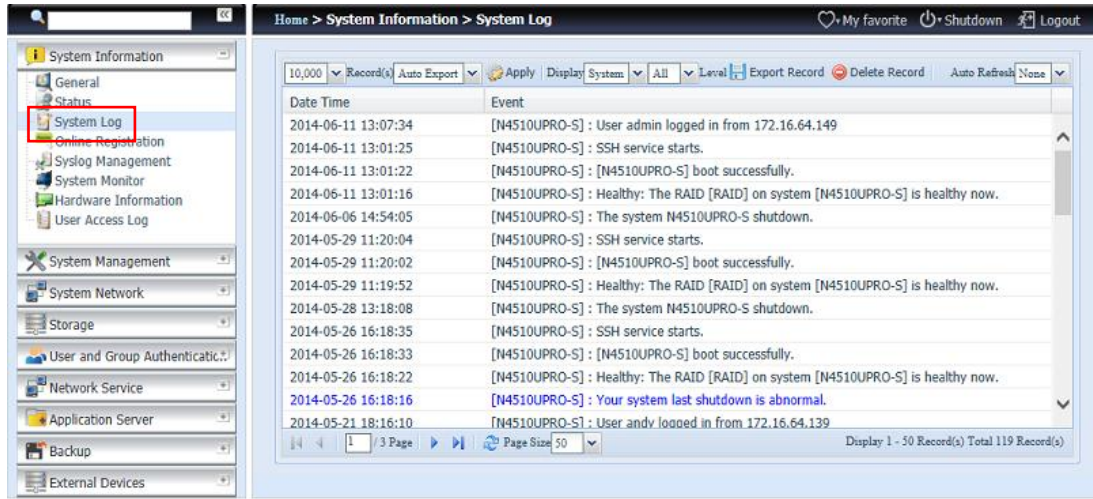 Home > System Information > System Log
My favorite
Shutdown
Logout
System Information
General
Status
System Log
Online Registration
Syslog Management
System Monitor
Hardware Information
User Access Log
System Management
System Network
Storage
User and Group Authenticatic..
Network Service
Application Server
Backup
External Devices
10,000 Record(s) Auto Export Apply Display System All Level Export Record Delete Record Auto Refresh None
Date Time Event
2014-06-11 13:07:34 [N4510UPRO-S] : User admin logged in from 172.16.64.149
2014-06-11 13:01:25 [N4510UPRO-S] : SSH service starts.
2014-06-11 13:01:22 [N4510UPRO-S] : [N4510UPRO-S] boot successfully.
2014-06-11 13:01:16 [N4510UPRO-S] : Healthy: The RAID [RAID] on system [N4510UPRO-S] is healthy now.
2014-06-06 14:54:05 [N4510UPRO-S] : The system N4510UPRO-S shutdown.
2014-05-29 11:20:04 [N4510UPRO-S] : SSH service starts.
2014-05-29 11:20:02 [N4510UPRO-S] : [N4510UPRO-S] boot successfully.
2014-05-29 11:19:52 [N4510UPRO-S] : Healthy: The RAID [RAID] on system [N4510UPRO-S] is healthy now.
2014-05-28 13:18:08 [N4510UPRO-S] : The system N4510UPRO-S shutdown.
2014-05-26 16:18:35 [N4510UPRO-S] : SSH service starts.
2014-05-26 16:18:33 [N4510UPRO-S] : [N4510UPRO-S] boot successfully.
2014-05-26 16:18:22 [N4510UPRO-S] : Healthy: The RAID [RAID] on system [N4510UPRO-S] is healthy now.
2014-05-26 16:18:16 [N4510UPRO-S] : Your system last shutdown is abnormal.
2014-05-21 18:16:10 [N4510UPRO-S] : User andy logged in from 172.16.64.139
1 / 3 Page Page Size 50 Display 1 - 50 Record(s) Total 119 Record(s)